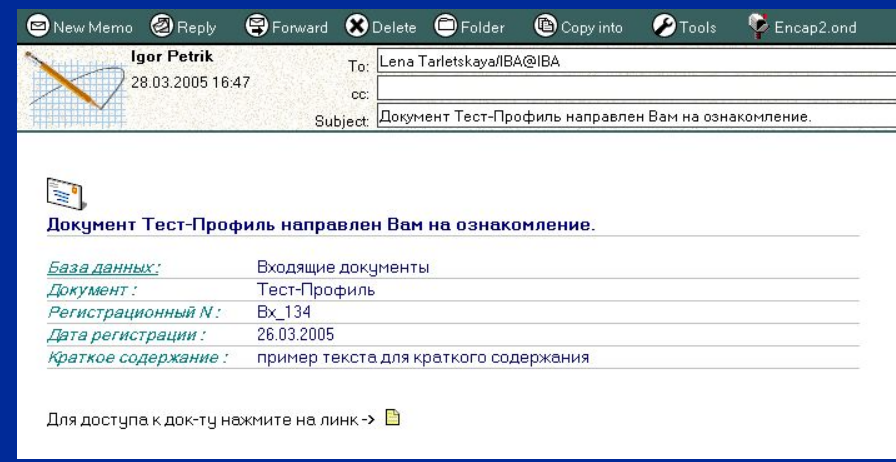 New Memo Reply Forward Delete Folder Copy into Tools Encap2.ond
Igor Petrik
28.03.2005 16:47
To: Lena Tarletskaya/IBA@IBA
cc:
Subject: Документ Тест-Профиль направлен Вам на ознакомление.
Документ Тест-Профиль направлен Вам на ознакомление.
База данных: Входящие документы
Документ : Тест-Профиль
Регистрационный N : Вх_134
Дата регистрации : 26.03.2005
Краткое содержание : пример текста для краткого содержания
Для доступа к док-ту нажмите на линк ->